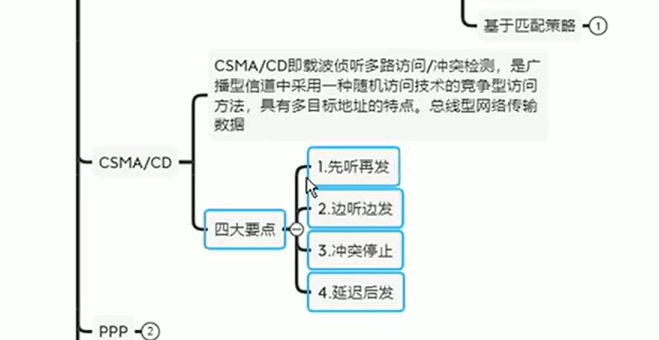 基于匹配策略
1
CSMA/CD即载波侦听多路访问/冲突检测，是广
播型信道中采用一种随机访问技术的竞争型访问
方法，具有多目标地址的特点。总线型网络传输
数据
CSMA/CD
四大要点
1.先听再发
2.边听边发
3.冲突停止
4.延迟后发
PPP
2